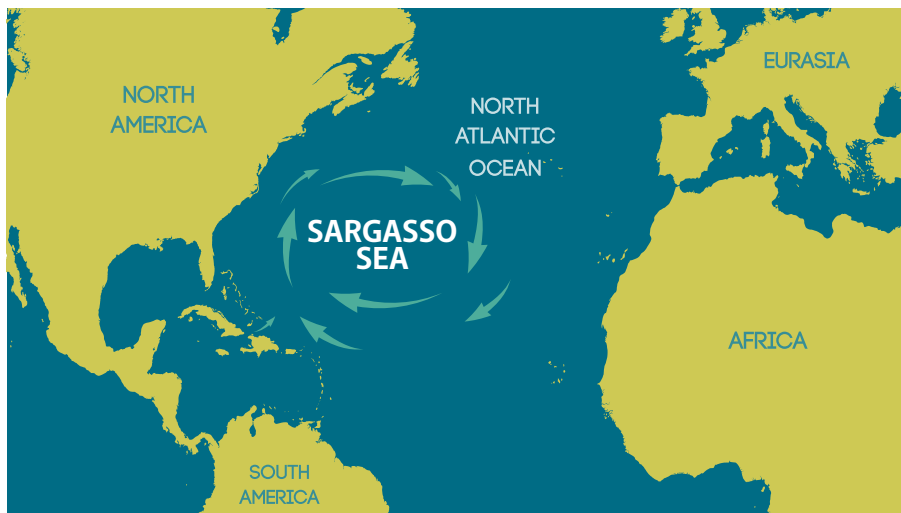 EURASIA
NORTH
AMERICA
NORTH
ATLANTIC
OCEAN
SARGASSO
SEA
AFRICA
SOUTH
AMERICA